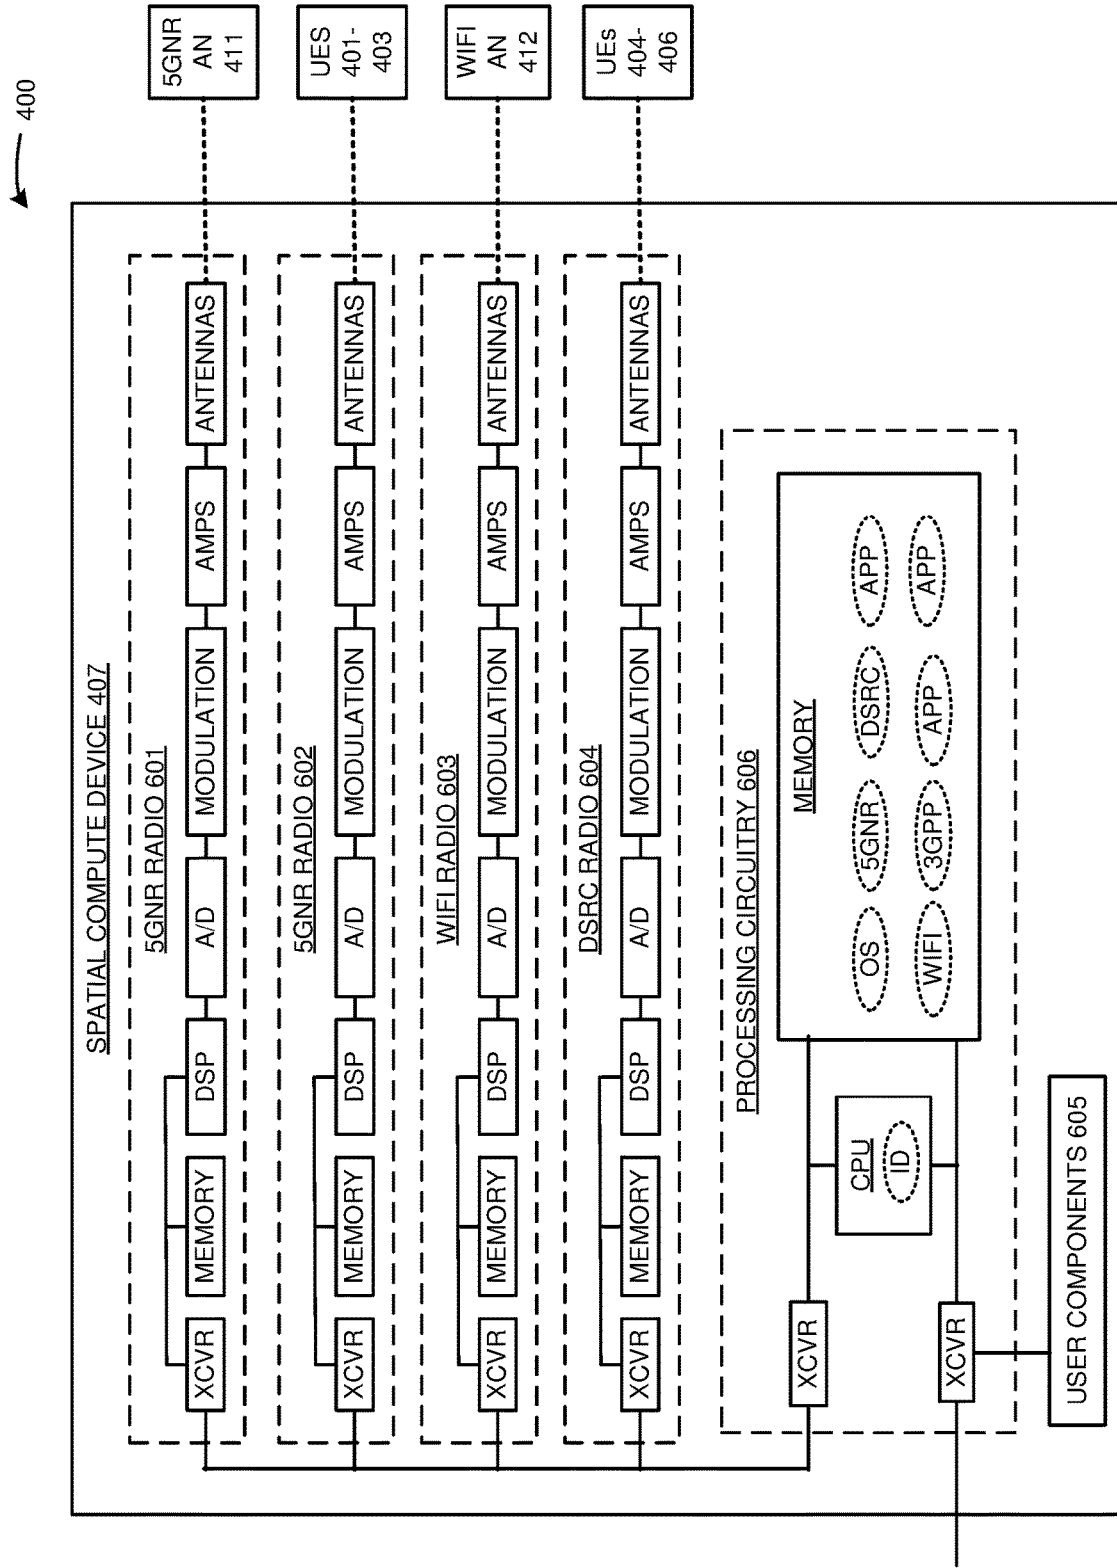 400
SPATIAL COMPUTE DEVICE 407
5GNR RADIO 601
XCVR
MEMORY
DSP
A/D
MODULATION
AMPS
ANTENNAS
5GNR
AN
411
5GNR RADIO 602
XCVR
MEMORY
DSP
A/D
MODULATION
AMPS
ANTENNAS
UES
401-
403
WIFI RADIO 603
XCVR
MEMORY
DSP
A/D
MODULATION
AMPS
ANTENNAS
WIFI
AN
412
DSRC RADIO 604
XCVR
MEMORY
DSP
A/D
MODULATION
AMPS
ANTENNAS
UEs
404-
406
PROCESSING CIRCUITRY 606
XCVR
XCVR
CPU
ID
MEMORY
OS
5GNR
DSRC
APP
WIFI
3GPP
APP
APP
USER COMPONENTS 605